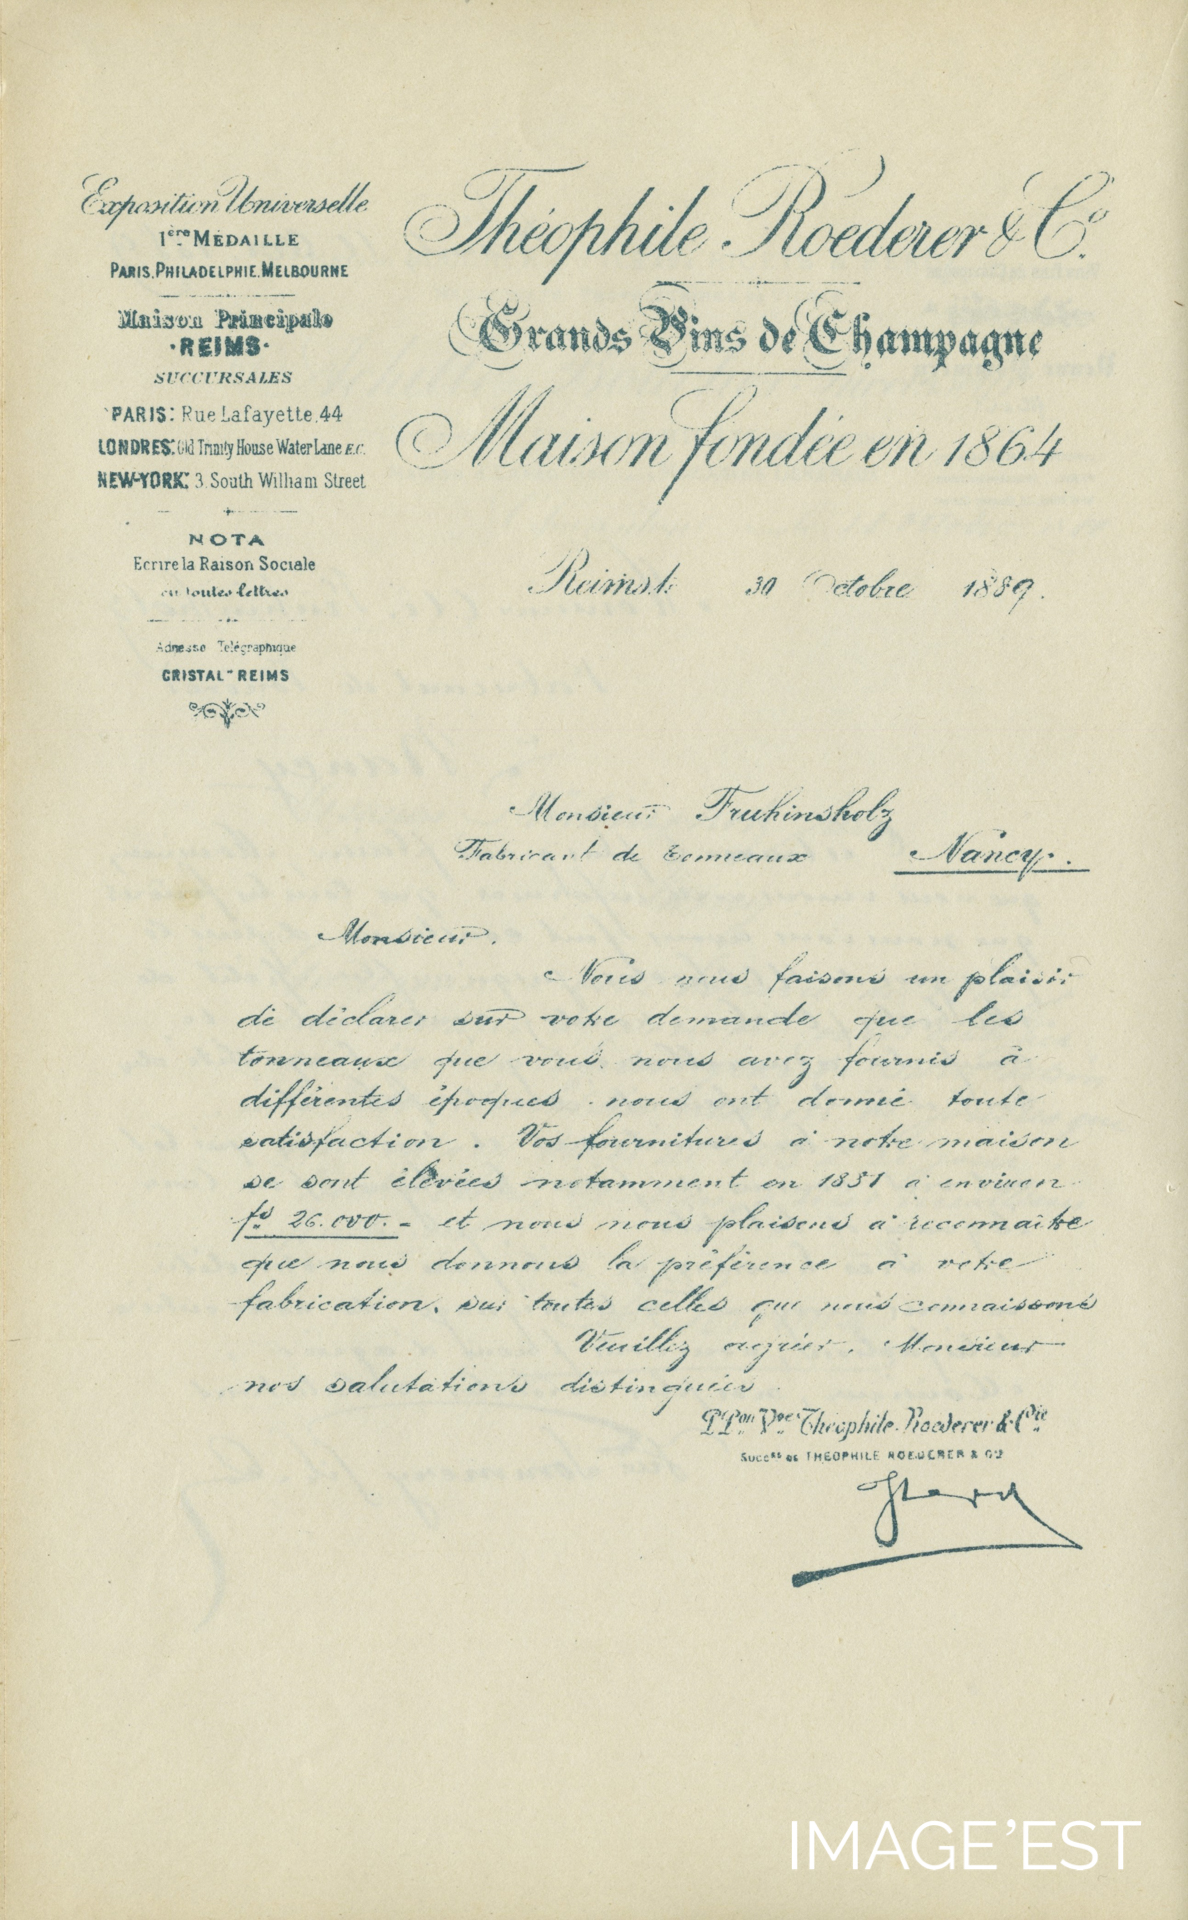 Exposition Universelle
1ère MÉDAILLE
PARIS, PHILADELPHIE, MELBOURNE
Maison Principale
·REIMS·
SUCCURSALES
PARIS: Rue Lafayette, 44
LONDRES: Old Trinity House Water Lane E.C.
NEW-YORK: 3, South William Street
NOTA
Ecrire la Raison Sociale
en toutes lettres
Adresse Télégraphique
CRISTAL-REIMS
Théophile Roederer & Co.
Grands Vins de Champagne
Maison fondée en 1864
Reims le 30 Octobre 1889.
Monsieur Fruhinsholz
Fabricant de tonneaux Nancy.
Monsieur.
Nous nous faisons un plaisir
de déclarer sur votre demande que les
tonneaux que vous nous avez fournis à
différentes époques nous ont donné toute
satisfaction. Vos fournitures à notre maison
se sont élevées notamment en à environ
fs 26.000.- et nous nous plaisons à reconnaître
que nous donnons la préférence à votre
fabrication, sur toutes celles que nous connaissons
Veuillez agréer, Monsieur
nos salutations distinguées
Théophile Roederer & Cie
Succrs de THEOPHILE ROEDERER & Cie
IMAGE'EST